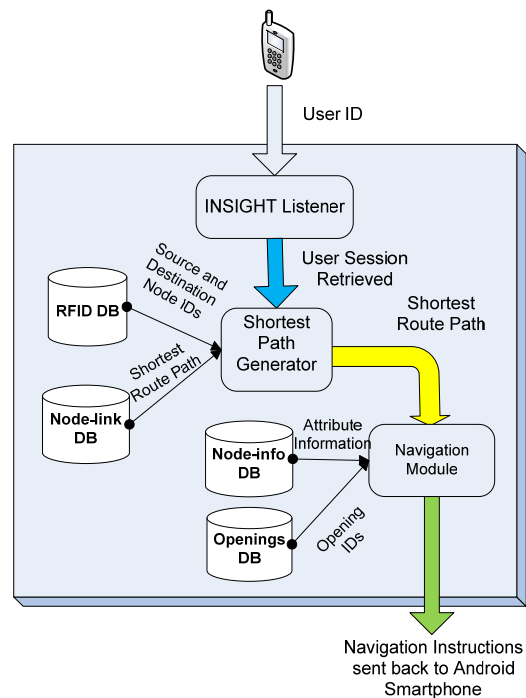 User ID
INSIGHT Listener
User Session
Retrieved
Source and
Destination
Node IDs
RFID DB
Shortest
Path
Generator
Shortest
Route Path
Shortest
Route Path
Node-link
DB
Attribute
Information
Node-info
DB
Navigation
Module
Openings
DB
Opening
IDs
Navigation Instructions
sent back to Android
Smartphone